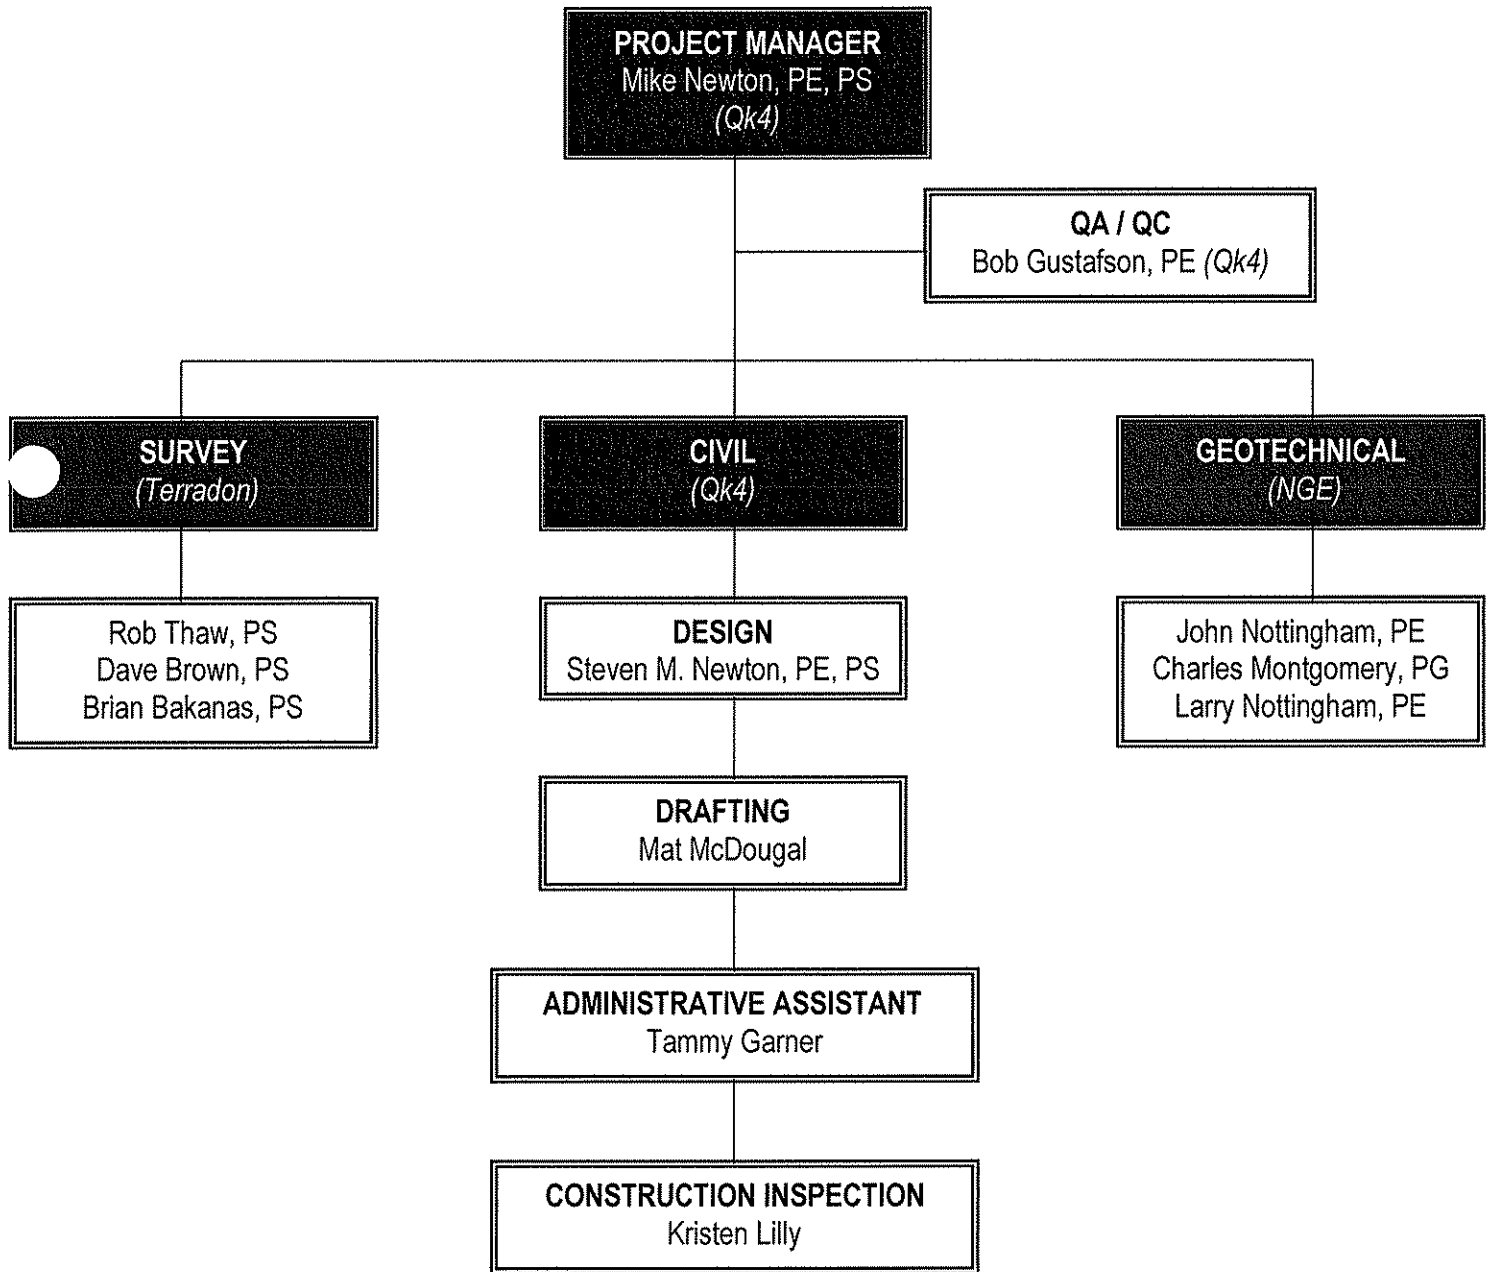 PROJECT MANAGER
Mike Newton, PE, PS
(Qk4)
QA / QC
Bob Gustafson, PE (Qk4)
SURVEY
(Terradon)
CIVIL
(Qk4)
GEOTECHNICAL
(NGE)
Rob Thaw, PS
Dave Brown, PS
Brian Bakanas, PS
DESIGN
Steven M. Newton, PE, PS
John Nottingham, PE
Charles Montgomery, PG
Larry Nottingham, PE
DRAFTING
Mat McDougal
ADMINISTRATIVE ASSISTANT
Tammy Garner
CONSTRUCTION INSPECTION
Kristen Lilly